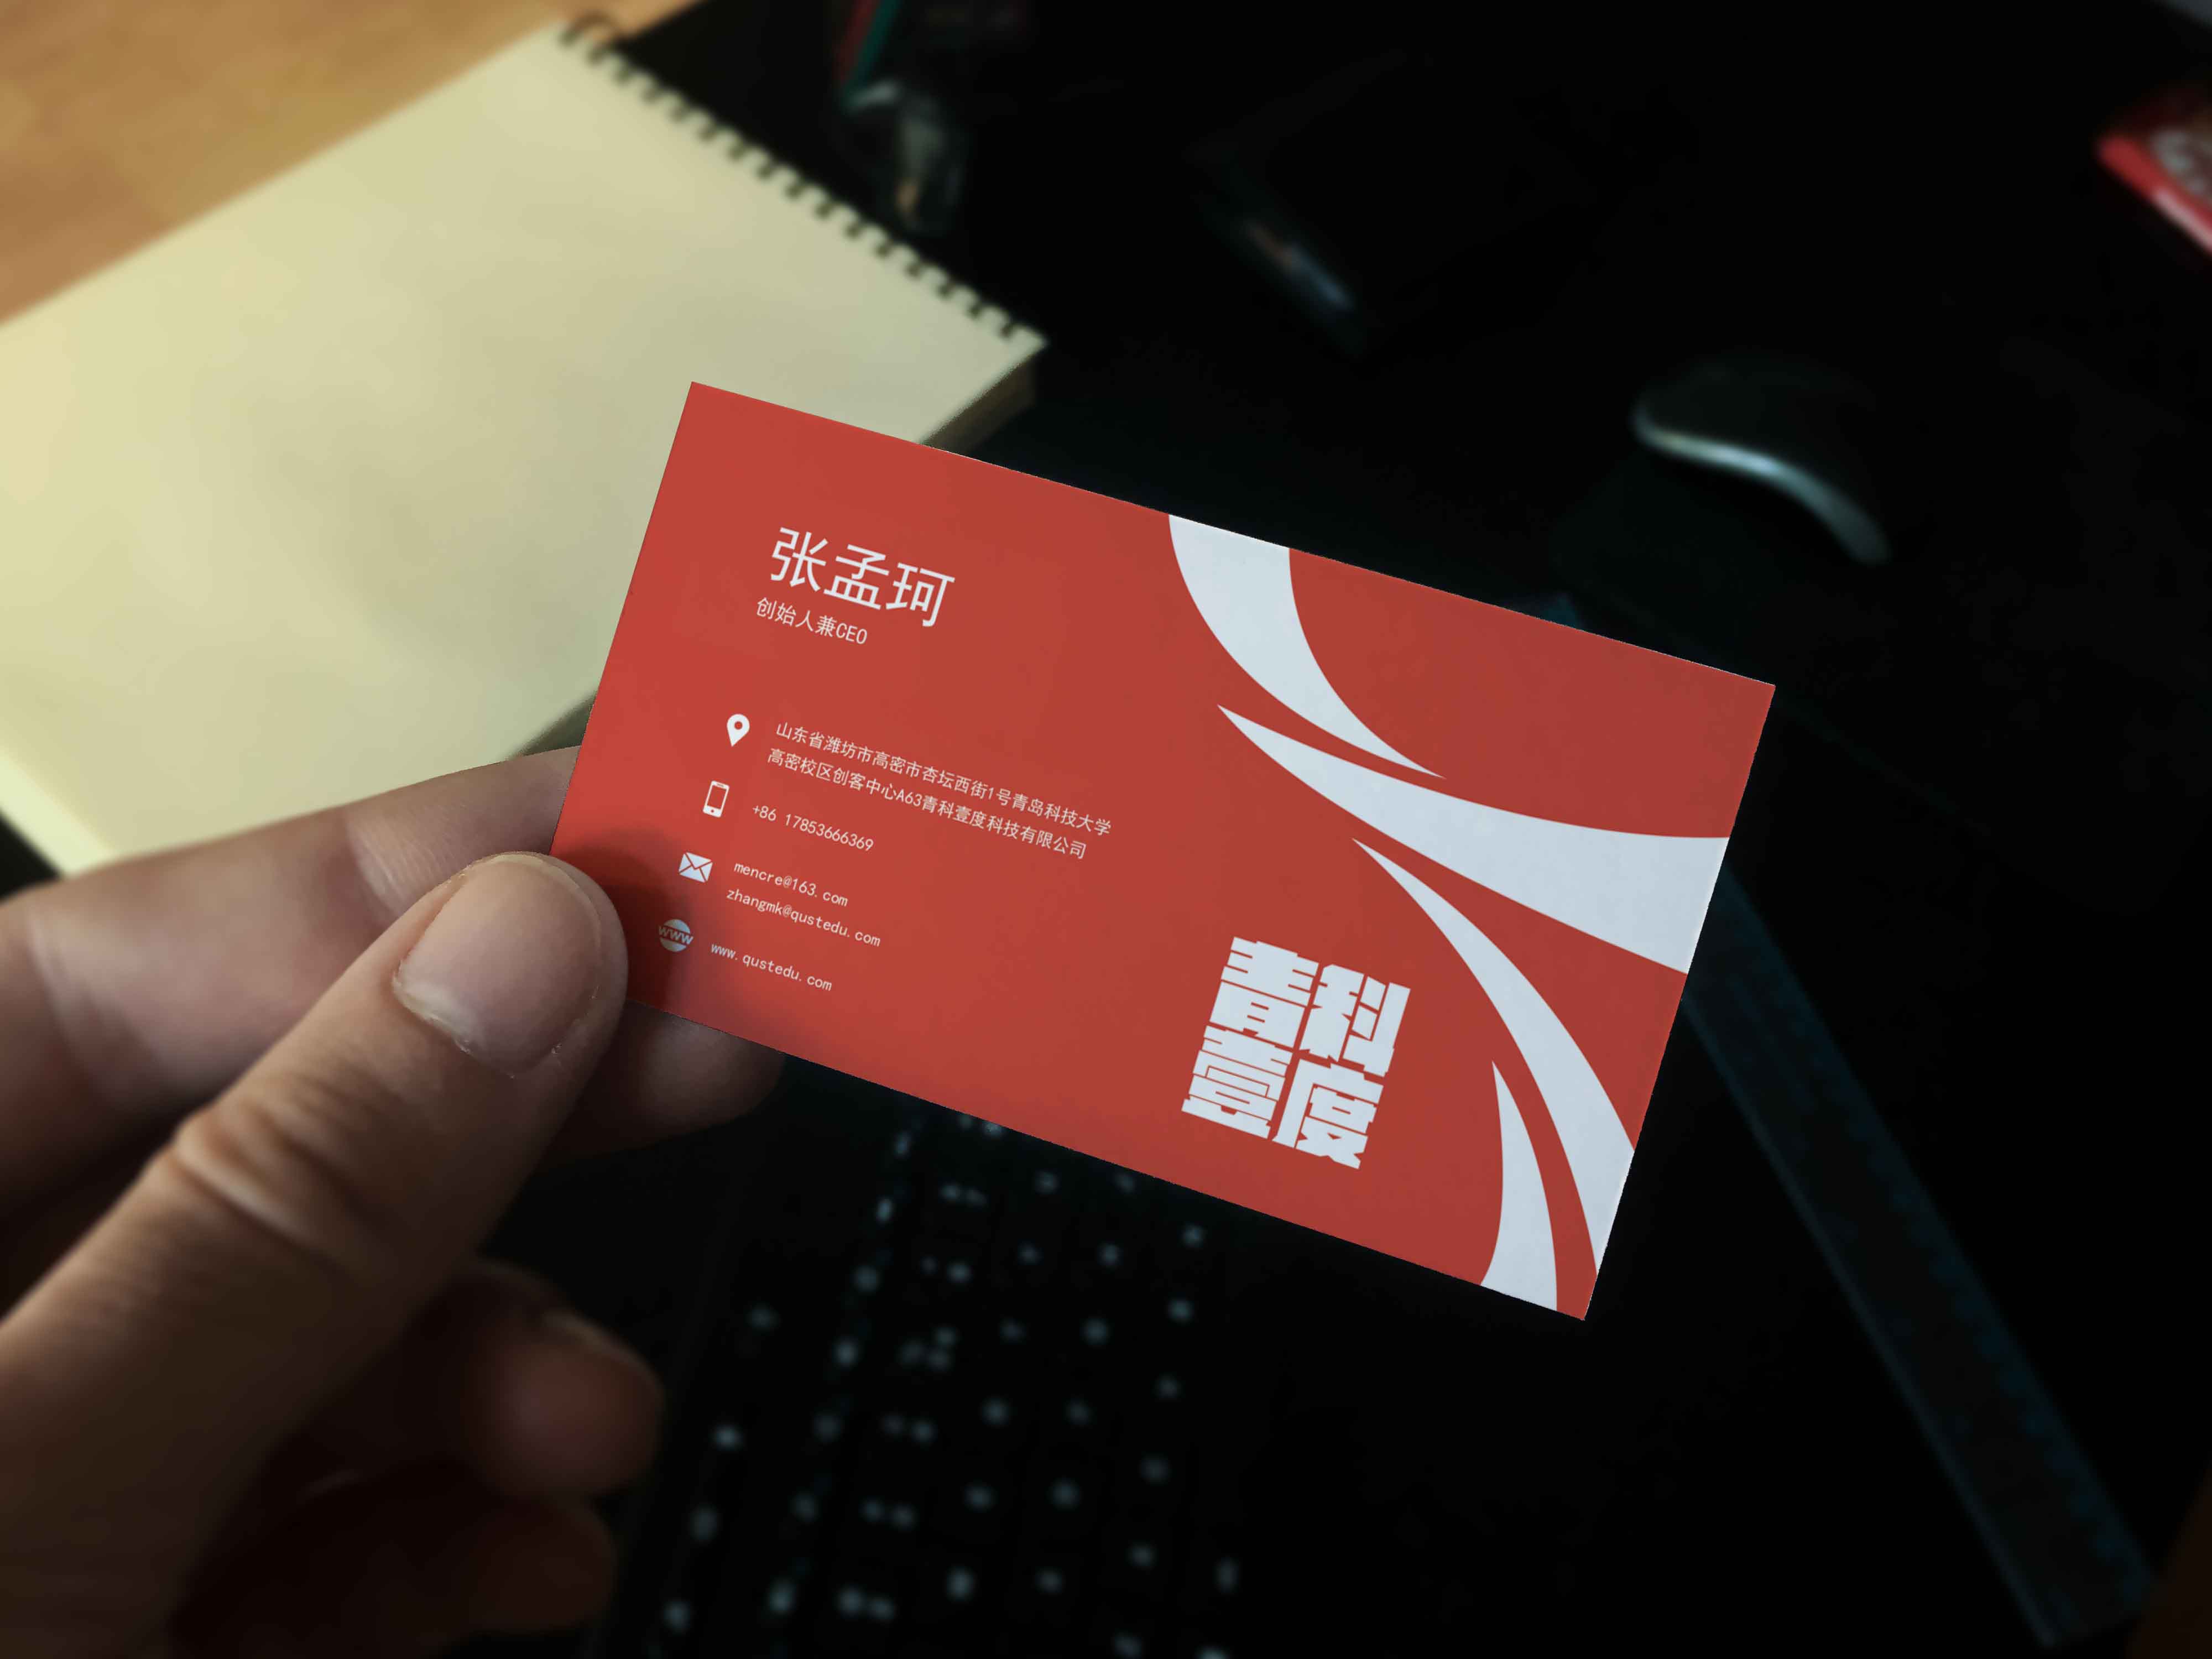 张孟珂
创始人兼CEO
山东省潍坊市高密市杏坛西街1号青岛科技大学
高密校区创客中心A63青科壹度科技有限公司
+86 17853666369
mencre@163.com
zhangmk@qustedu.com
www
www.qustedu.com
青科
壹度